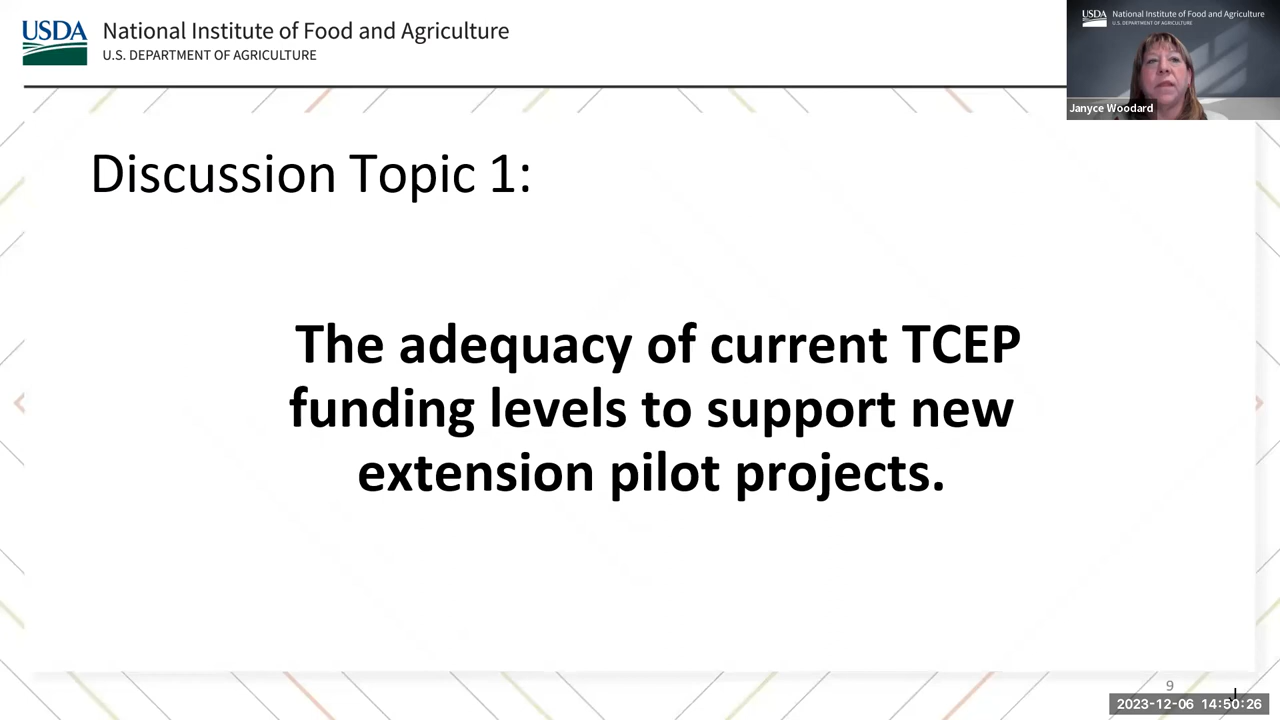 USDA
National Institute of Food and Agriculture
U.S. DEPARTMENT OF AGRICULTURE
USDA
National Institute of Food and Agriculture
U.S. DEPARTMENT OF AGRICULTURE
Janyce Woodard
Discussion Topic 1:
The adequacy of current TCEP
funding levels to support new
extension pilot projects.
9
2023-12-06 14:50:26